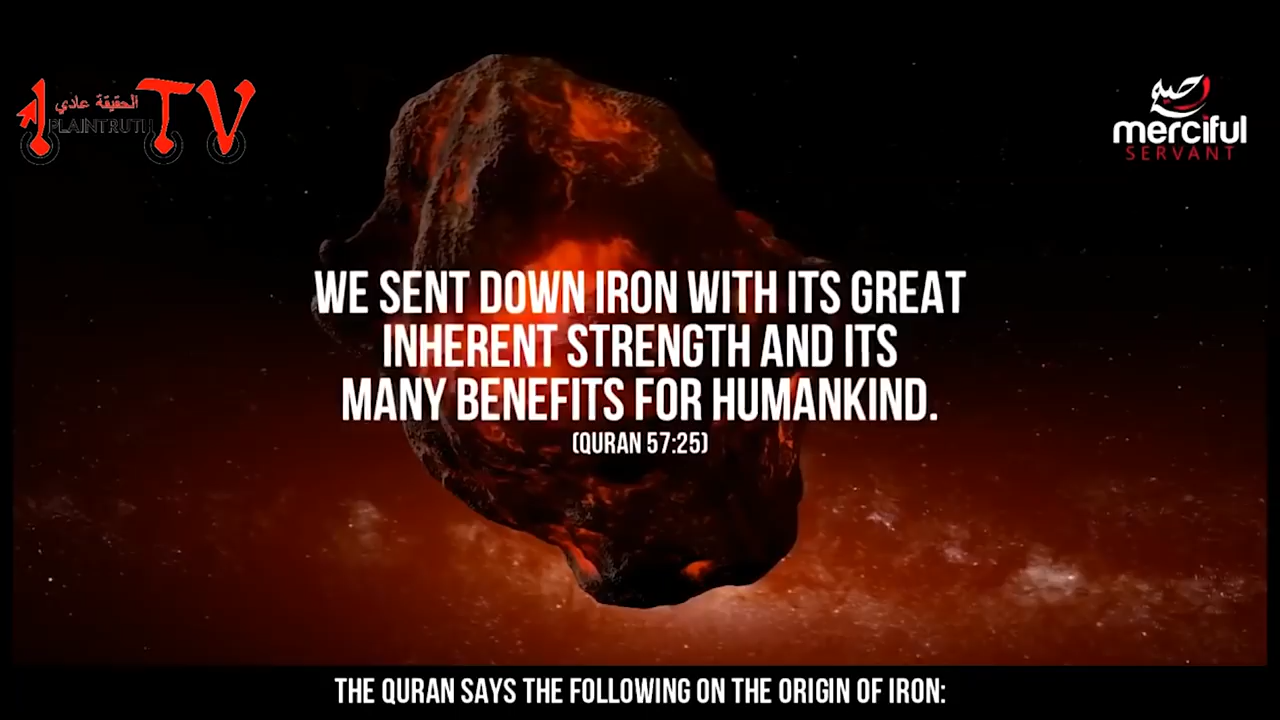 الحقيقة عادي
PLAINTRUTH TV
merciful
SERVANT
WE SENT DOWN IRON WITH ITS GREAT
INHERENT STRENGTH AND ITS
MANY BENEFITS FOR HUMANKIND.
(QURAN 57:25)
THE QURAN SAYS THE FOLLOWING ON THE ORIGIN OF IRON: